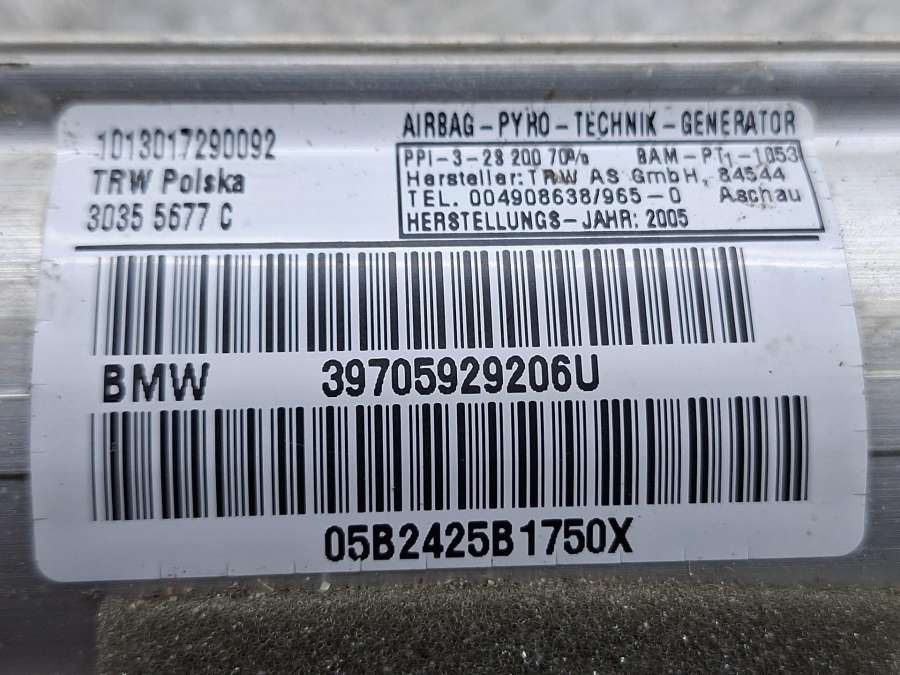 1013017290092
TRW Polska
3035 5677 C
AIRBAG-PYRO-TECHNIK-GENERATOR
PPI-3-28 200 70% BAM-PT1-1053
Hersteller: TRW AS GmbH, 84544
TEL. 004908638/965-0 Aschau
HERSTELLUNGS-JAHR: 2005
BMW 39705929206U
05B2425B1750X